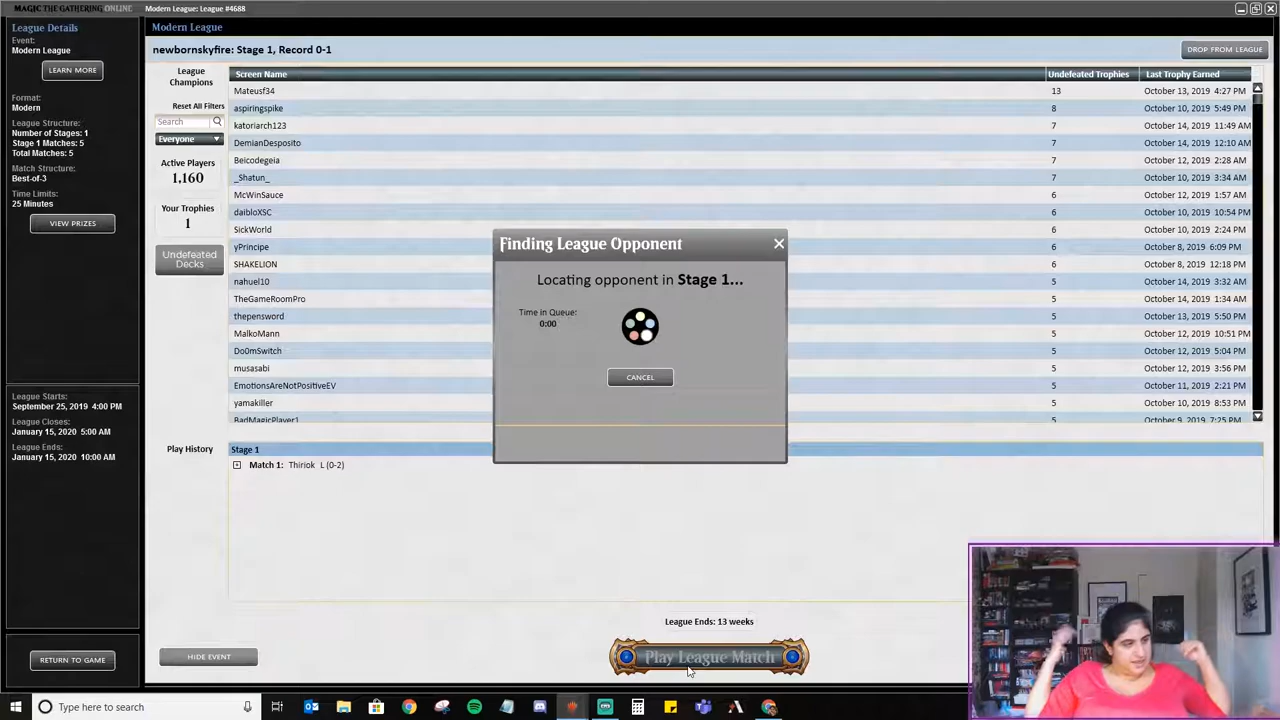 MAGIC THE GATHERING ONLINE Modern League: League #4688
League Details
Event:
Modern League
LEARN MORE
Format:
Modern
League Structure:
Number of Stages: 1
Stage 1 Matches: 5
Total Matches: 5
Match Structure:
Best-of-3
Time Limits:
25 Minutes
VIEW PRIZES
League Starts:
September 25, 2019 4:00 PM
League Closes:
January 15, 2020 5:00 AM
League Ends:
January 15, 2020 10:00 AM
RETURN TO GAME
Modern League
newbornskyfire: Stage 1, Record 0-1
DROP FROM LEAGUE
League
Champions
Reset All Filters
Search
Everyone
Active Players
1,160
Your Trophies
1
Undefeated
Decks
Screen Name Undefeated Trophies Last Trophy Earned
Mateusf34 13 October 13, 2019 4:27 PM
aspiringspike 8 October 10, 2019 5:49 PM
katoriarch123 7 October 14, 2019 11:49 AM
DemianDesposito 7 October 14, 2019 12:10 AM
Beicodegeia 7 October 12, 2019 2:28 AM
_Shatun_ 7 October 10, 2019 3:34 AM
McWinSauce 6 October 12, 2019 1:57 AM
daibloXSC 6 October 10, 2019 10:54 PM
SickWorld 6 October 10, 2019 2:24 PM
yPrincipe 6 October 8, 2019 6:09 PM
SHAKELION 6 October 8, 2019 12:18 PM
nahuel10 5 October 14, 2019 3:32 AM
TheGameRoomPro 5 October 14, 2019 1:34 AM
thepensword 5 October 13, 2019 5:50 PM
MalkoMann 5 October 12, 2019 10:51 PM
Do0mSwitch 5 October 12, 2019 5:04 PM
musasabi 5 October 12, 2019 3:56 PM
EmotionsAreNotPositiveEV 5 October 11, 2019 2:21 PM
yamakiller 5 October 10, 2019 8:53 PM
BadMagicPlayer1 5 October 9, 2019 7:25 PM
Finding League Opponent
Locating opponent in Stage 1...
Time in Queue:
0:00
CANCEL
Play History
Stage 1
Match 1: Thiriok L (0-2)
League Ends: 13 weeks
HIDE EVENT
Play League Match
Type here to search